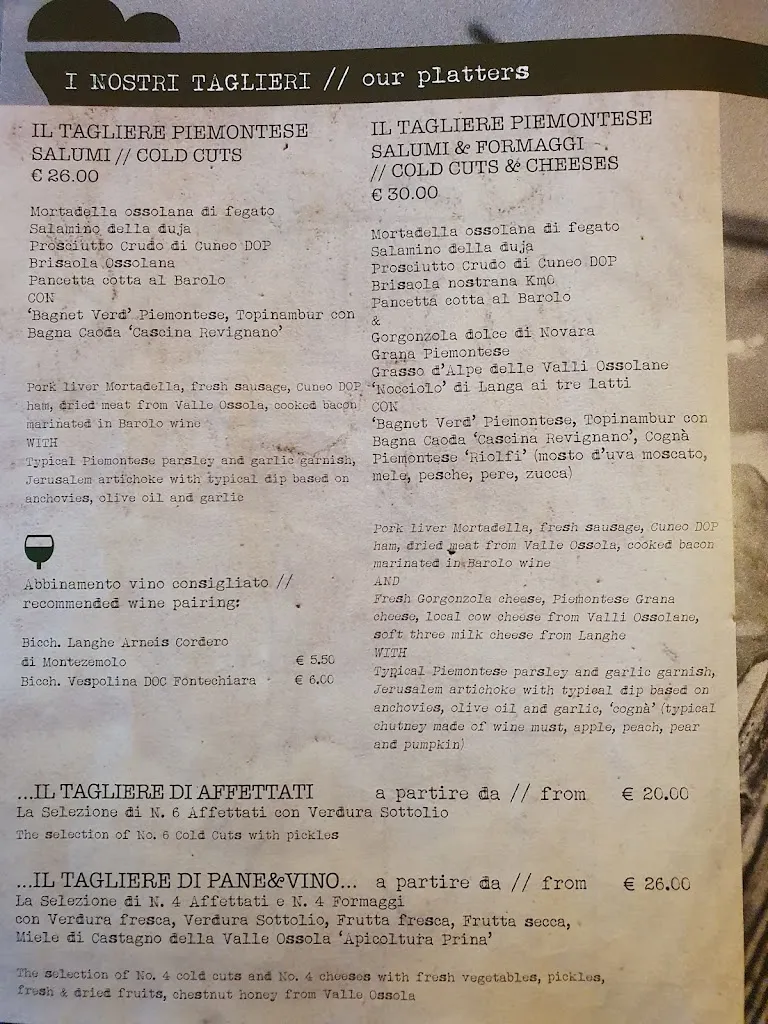 I NOSTRI TAGLIERI // our platters
IL TAGLIERE PIEMONTESE
SALUMI // COLD CUTS
€ 26.00
Mortadella ossolana di fegato
Salamino della duja
Prosciutto Crudo di Cuneo DOP
Brisaola Ossolana
Pancetta cotta al Barolo
CON
'Bagnet Verd' Piemontese, Topinambur con
Bagna Caoda 'Cascina Revignano'
Pork liver Mortadella, fresh sausage, Cuneo DOP
ham, dried meat from Valle Ossola, cooked bacon
marinated in Barolo wine
WITH
Typical Piemontese parsley and garlic garnish,
Jerusalem artichoke with typical dip based on
anchovies, olive oil and garlic
Abbinamento vino consigliato //
recommended wine pairing:
Bicch. Langhe Arneis Cordero
di Montezemolo € 5.50
Bicch. Vespolina DOC Fontechiara € 6.00
IL TAGLIERE PIEMONTESE
SALUMI & FORMAGGI
// COLD CUTS & CHEESES
€ 30.00
Mortadella ossolana di fegato
Salamino della duja
Prosciutto Crudo di Cuneo DOP
Brisaola nostrana Km0
Pancetta cotta al Barolo
&
Gorgonzola dolce di Novara
Grana Piemontese
Grasso d'Alpe delle Valli Ossolane
'Nocciolo' di Langa ai tre latti
CON
'Bagnet Verd' Piemontese, Topinambur con
Bagna Caoda 'Cascina Revignano', Cognà
Piemontese 'Riolfi' (mosto d'uva moscato,
mele, pesche, pere, zucca)
Pork liver Mortadella, fresh sausage, Cuneo DOP
ham, dried meat from Valle Ossola, cooked bacon
marinated in Barolo wine
AND
Fresh Gorgonzola cheese, Piemontese Grana
cheese, local cow cheese from Valli Ossolane,
soft three milk cheese from Langhe
WITH
Typical Piemontese parsley and garlic garnish,
Jerusalem artichoke with typical dip based on
anchovies, olive oil and garlic, 'cognà' (typical
chutney made of wine must, apple, peach, pear
and pumpkin)
...IL TAGLIERE DI AFFETTATI a partire da // from € 20.00
La Selezione di N. 6 Affettati con Verdura Sottolio
The selection of No. 6 Cold Cuts with pickles
...IL TAGLIERE DI PANE&VINO... a partire da // from € 26.00
La Selezione di N. 4 Affettati e N. 4 Formaggi
con Verdura fresca, Verdura Sottolio, Frutta fresca, Frutta secca,
Miele di Castagno della Valle Ossola 'Apicoltura Prina'
The selection of No. 4 cold cuts and No. 4 cheeses with fresh vegetables, pickles,
fresh & dried fruits, chestnut honey from Valle Ossola